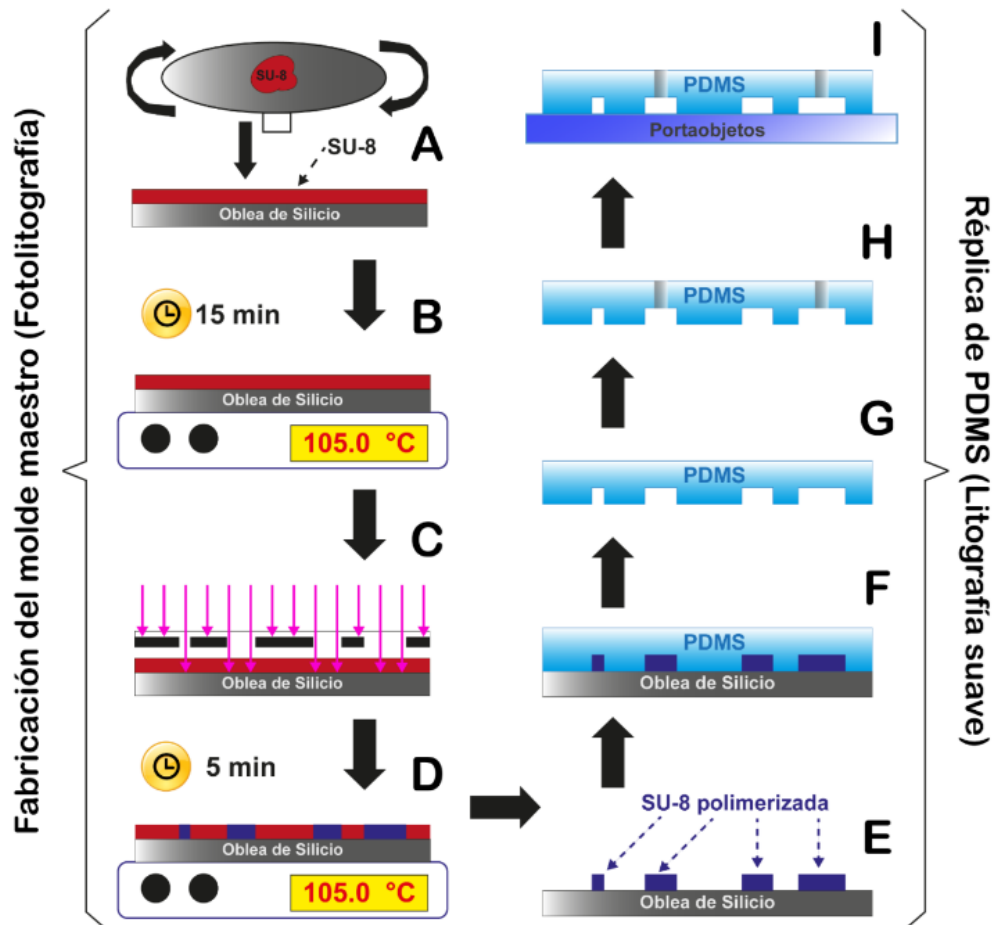 Fabricación del molde maestro (Fotolitografía)
SU-8
A
SU-8
Oblea de Silicio
B
15 min
Oblea de Silicio
105.0 °C
C
Oblea de Silicio
D
5 min
Oblea de Silicio
105.0 °C
E
SU-8 polimerizada
Oblea de Silicio
F
PDMS
Oblea de Silicio
G
PDMS
H
PDMS
I
PDMS
Portaobjetos
Réplica de PDMS (Litografía suave)